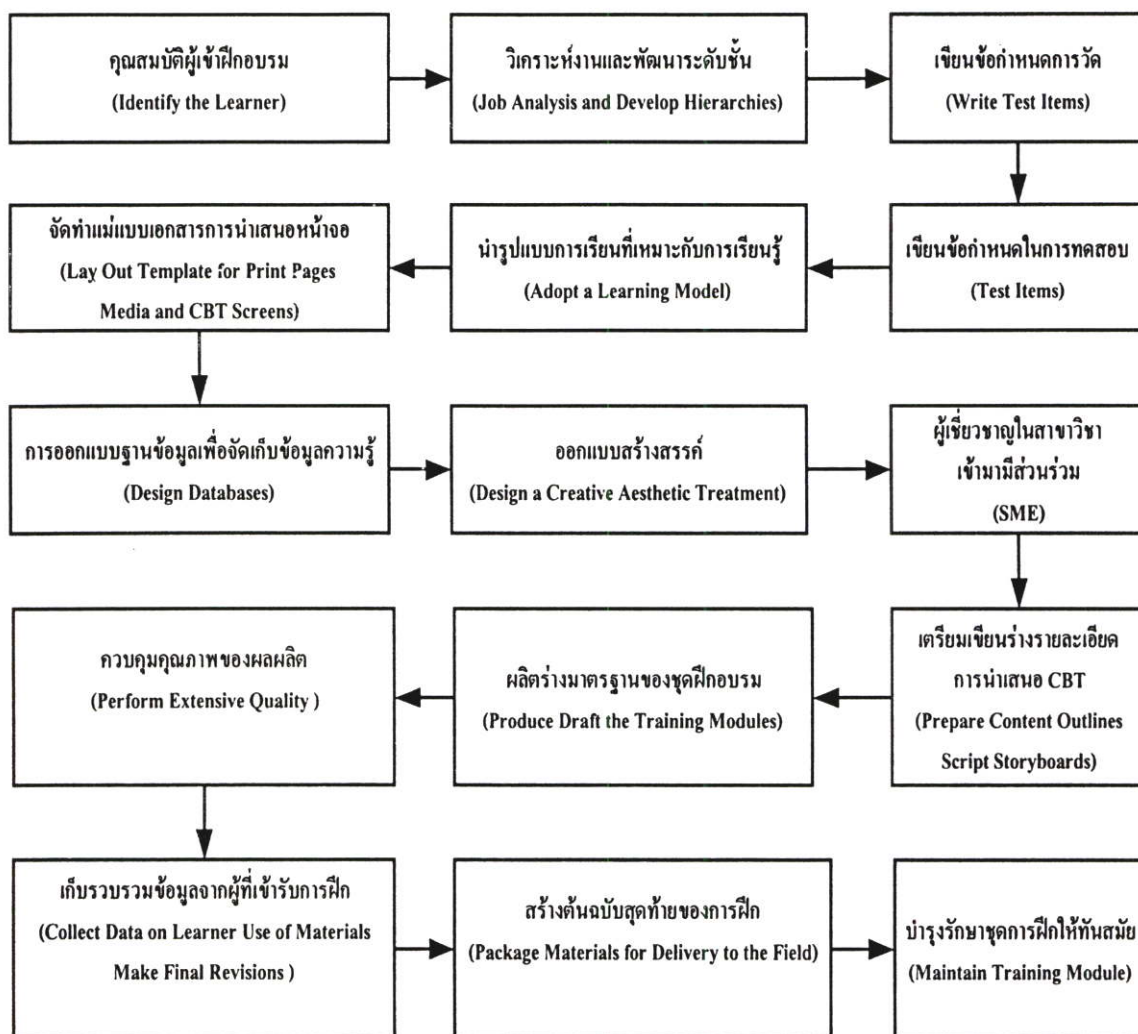 คุณสมบัติผู้เข้าฝึกอบรม
(Identify the Learner)
วิเคราะห์งานและพัฒนาระดับชั้น
(Job Analysis and Develop Hierarchies)
เขียนข้อกำหนดการวัด
(Write Test Items)
จัดทำแม่แบบเอกสารการนำเสนอหน้าจอ
(Lay Out Template for Print Pages
Media and CBT Screens)
นำรูปแบบการเรียนที่เหมาะกับการเรียนรู้
(Adopt a Learning Model)
เขียนข้อกำหนดในการทดสอบ
(Test Items)
การออกแบบฐานข้อมูลเพื่อจัดเก็บข้อมูลความรู้
(Design Databases)
ออกแบบสร้างสรรค์
(Design a Creative Aesthetic Treatment)
ผู้เชี่ยวชาญในสาขาวิชา
เข้ามามีส่วนร่วม
(SME)
ควบคุมคุณภาพของผลผลิต
(Perform Extensive Quality )
ผลิตร่างมาตรฐานของชุดฝึกอบรม
(Produce Draft the Training Modules)
เตรียมเขียนร่างรายละเอียด
การนำเสนอ CBT
(Prepare Content Outlines
Script Storyboards)
เก็บรวบรวมข้อมูลจากผู้ที่เข้ารับการฝึก
(Collect Data on Learner Use of Materials
Make Final Revisions )
สร้างต้นฉบับสุดท้ายของการฝึก
(Package Materials for Delivery to the Field)
บำรุงรักษาชุดการฝึกให้ทันสมัย
(Maintain Training Module)